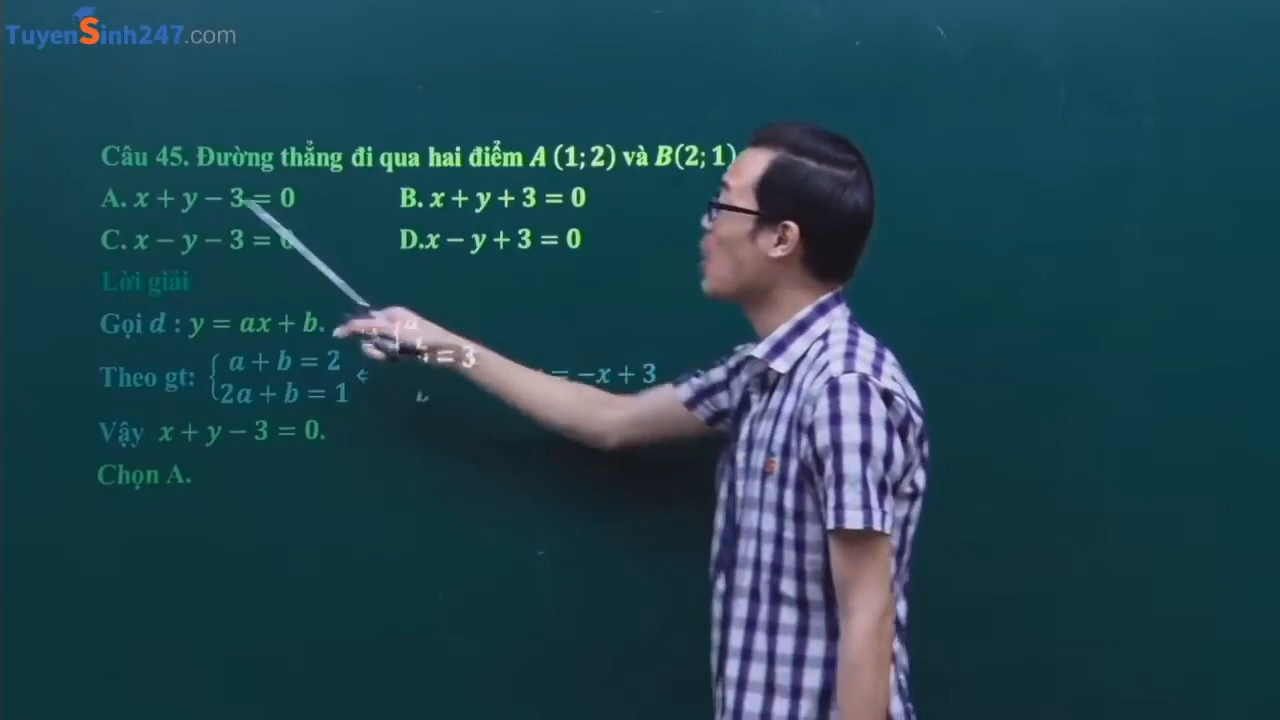 TuyenSinh247.com
Câu 45. Đường thẳng đi qua hai điểm A (1; 2) và B(2; 1)
A. x + y − 3 = 0 B. x + y + 3 = 0
C. x − y − 3 = D.x − y + 3 = 0
Lời giải
Gọi d : y = ax + b.
Theo gt: { a + b = 2 2a + b = 1 = 3 = −x + 3
Vậy x + y − 3 = 0.
Chọn A.